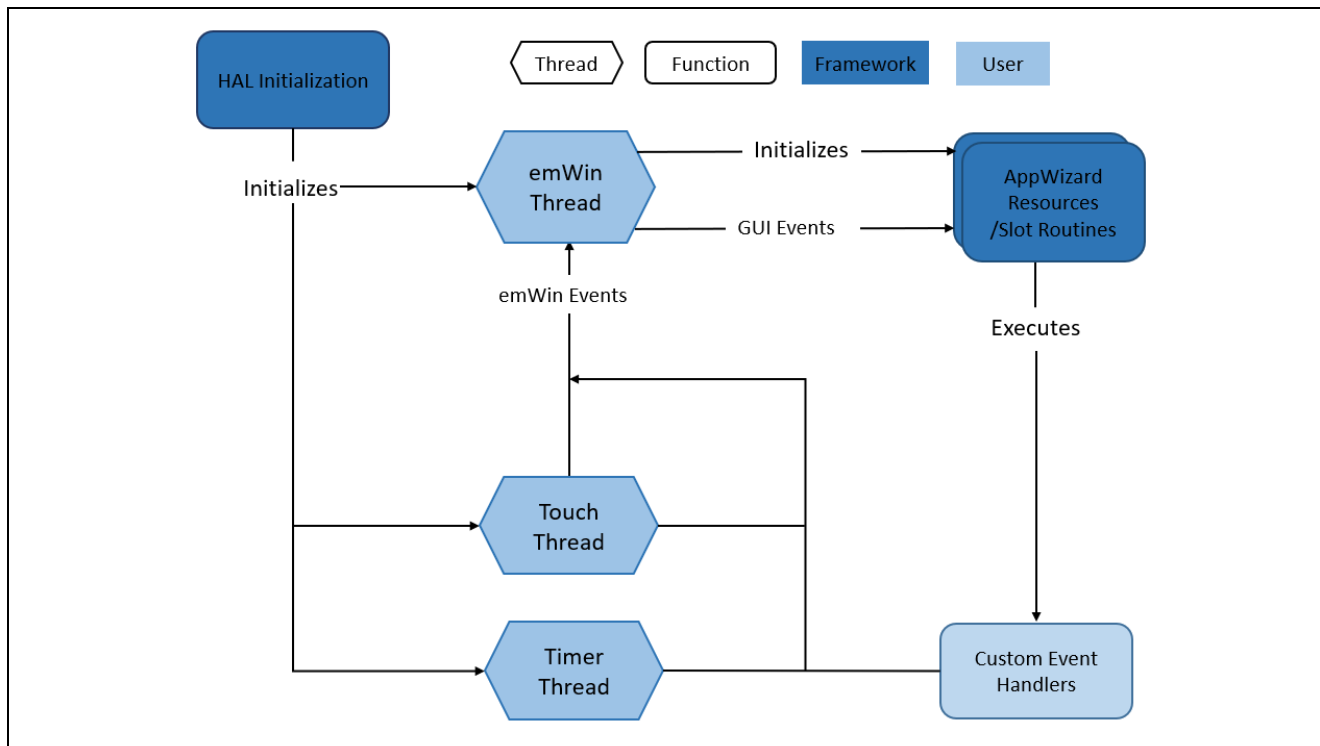 HAL Initialization
Thread
Function
Framework
User
Initializes
emWin
Thread
Initializes
GUI Events
AppWizard
Resources
/Slot Routines
emWin Events
Executes
Touch
Thread
Timer
Thread
Custom Event
Handlers